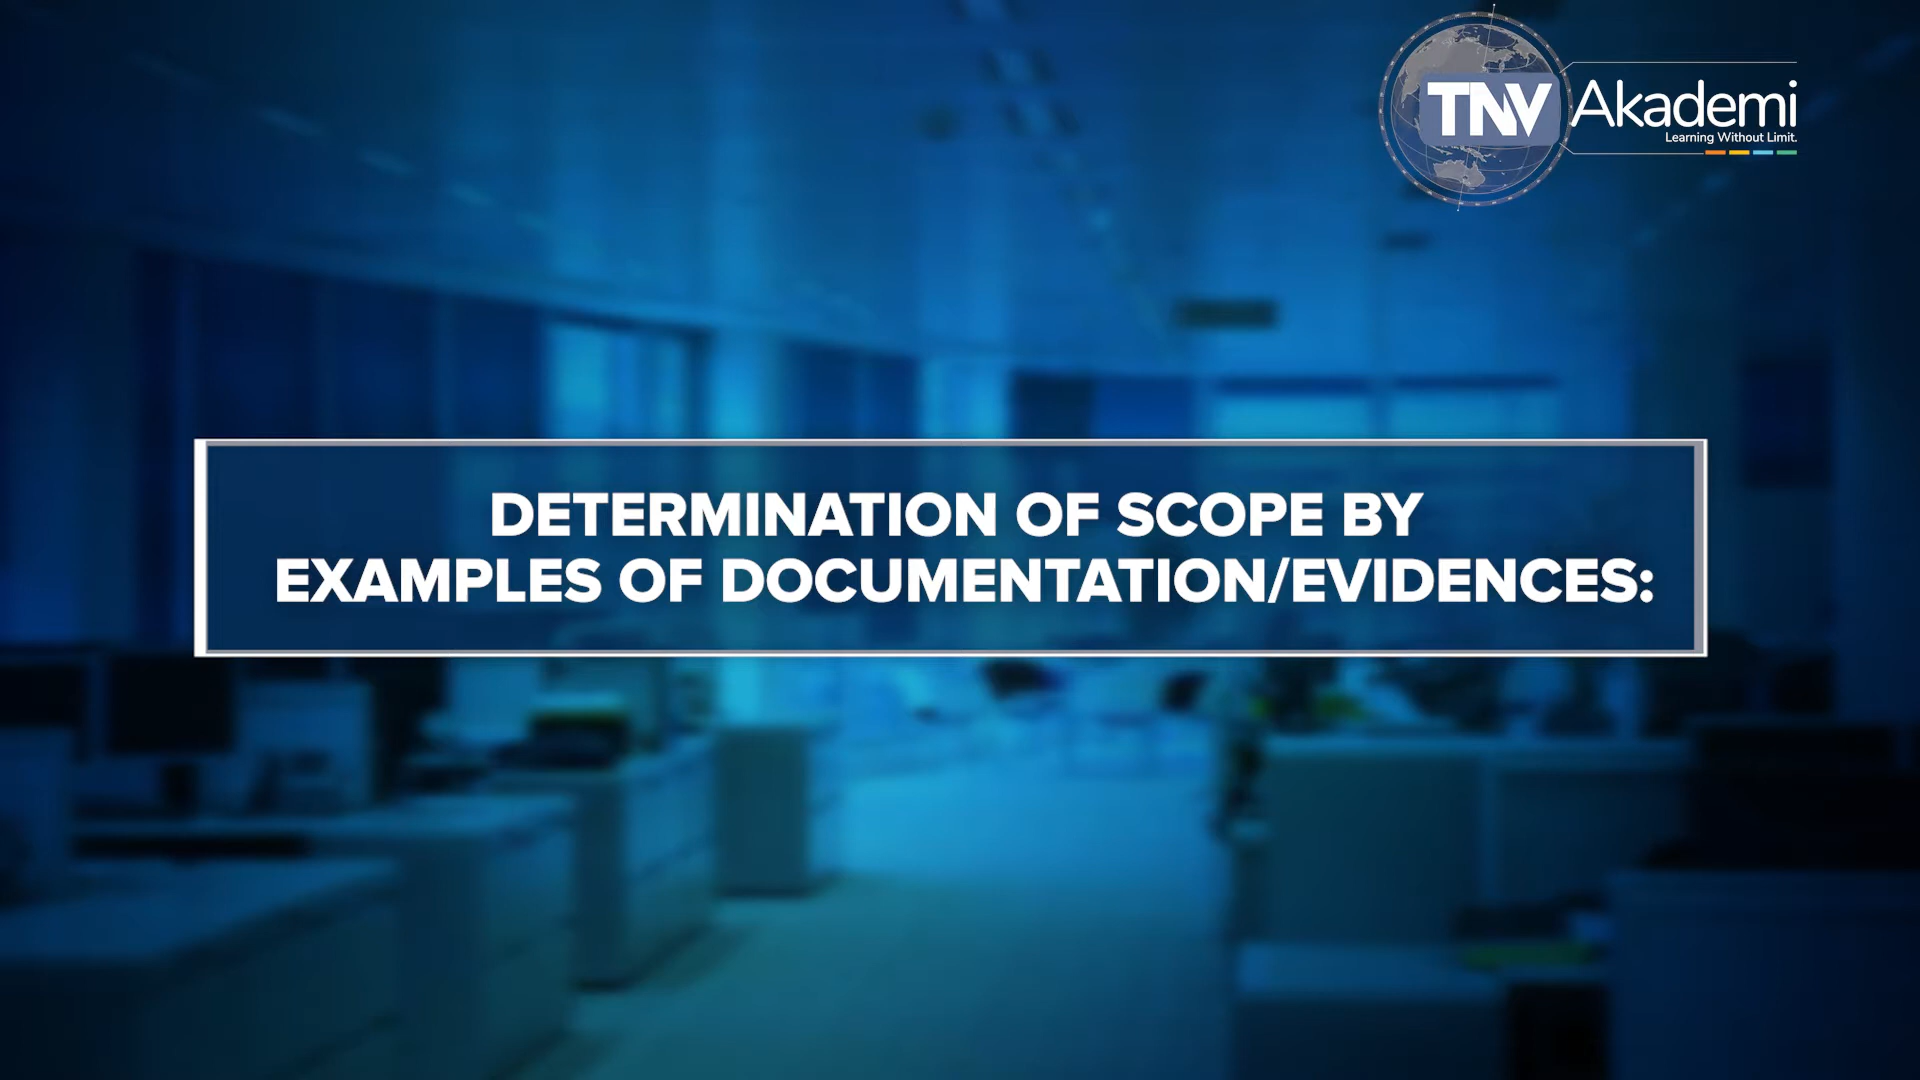 TNV Akademi
Learning Without Limit.
DETERMINATION OF SCOPE BY
EXAMPLES OF DOCUMENTATION/EVIDENCES: